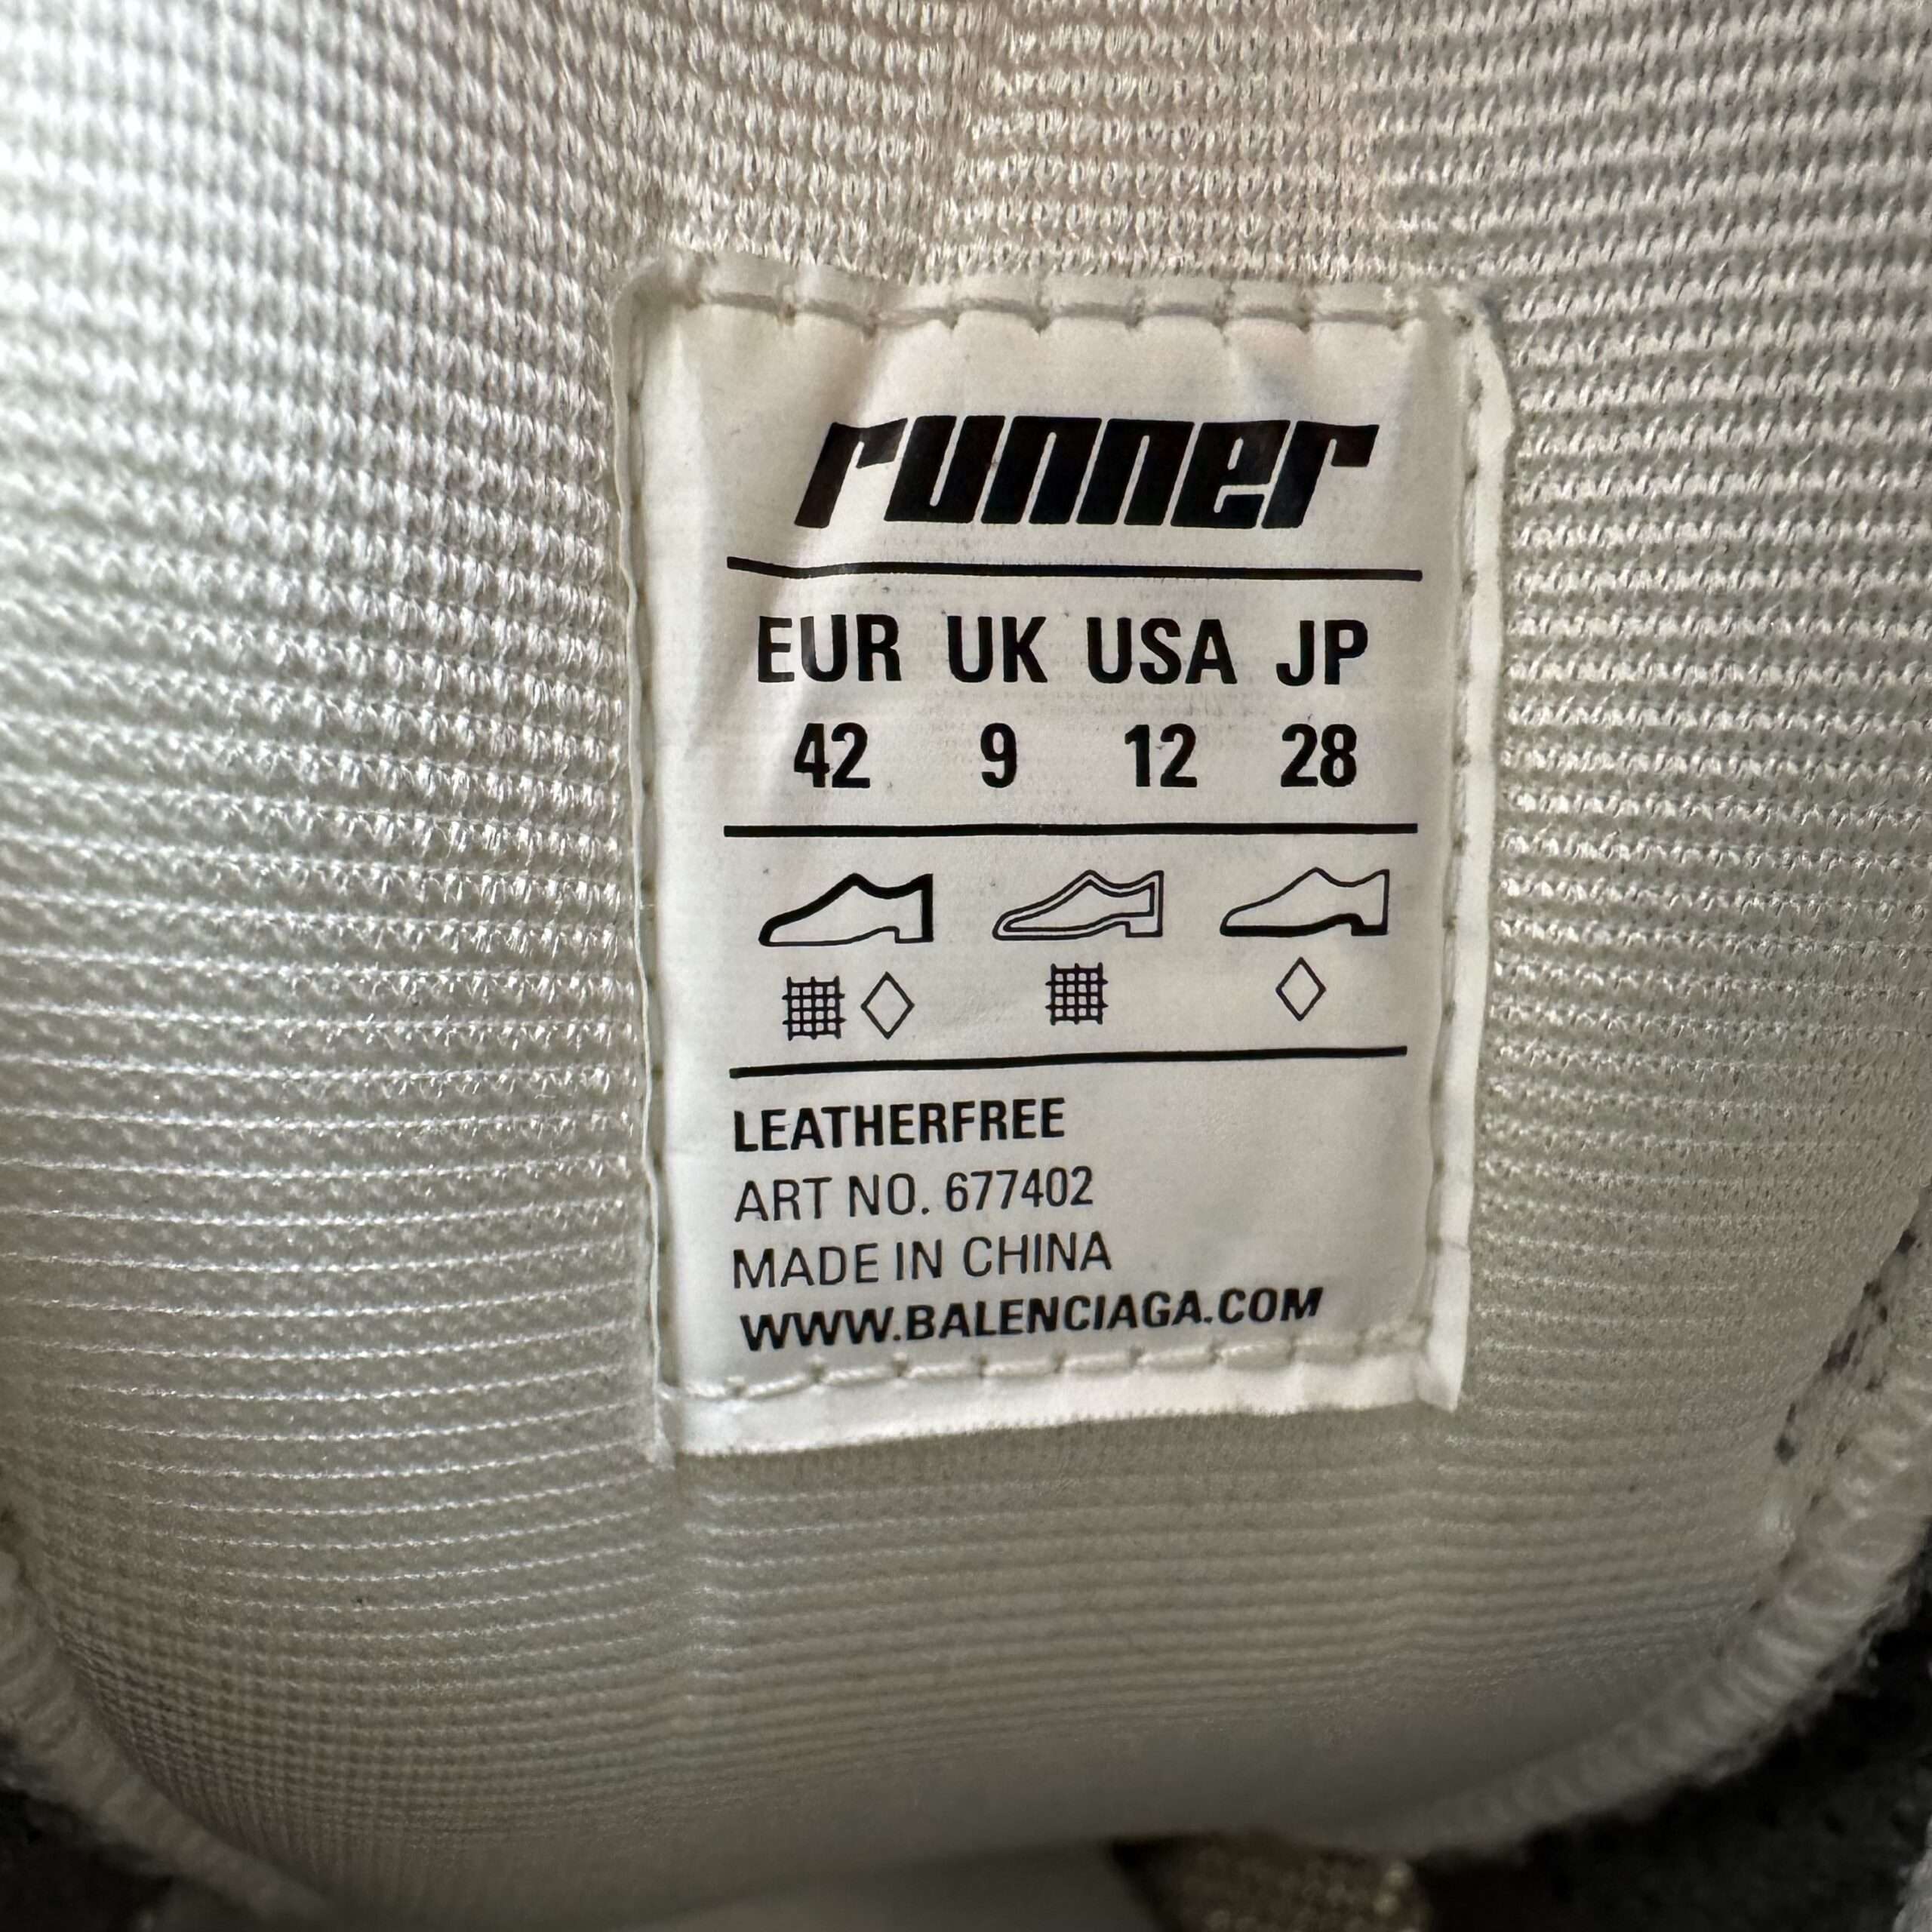 runner
EUR UK USA JP
42 9 12 28
LEATHERFREE
ART NO. 677402
MADE IN CHINA
WWW.BALENCIAGA.COM